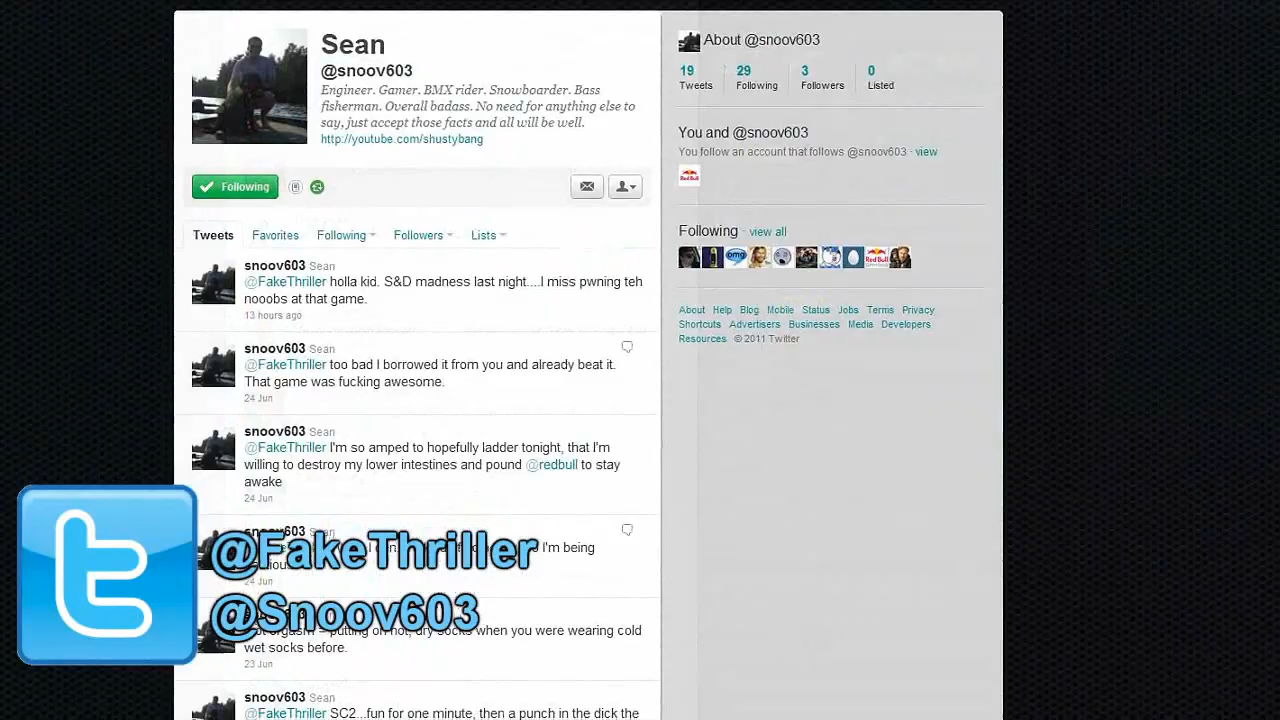 Sean
@snoov603
Engineer. Gamer. BMX rider. Snowboarder. Bass
fisherman. Overall badass. No need for anything else to
say, just accept those facts and all will be well.
http://youtube.com/shustybang
Following
Tweets Favorites Following Followers Lists
snoov603 Sean
@FakeThriller holla kid. S&D madness last night....I miss pwning teh
nooobs at that game.
13 hours ago
snoov603 Sean
@FakeThriller too bad I borrowed it from you and already beat it.
That game was fucking awesome.
24 Jun
snoov603 Sean
@FakeThriller I'm so amped to hopefully ladder tonight, that I'm
willing to destroy my lower intestines and pound @redbull to stay
awake
24 Jun
snoov603 Sean
I'm being
24 Jun
putting on hot, dry socks when you were wearing cold
wet socks before.
23 Jun
snoov603 Sean
@FakeThriller SC2...fun for one minute, then a punch in the dick the
@FakeThriller
@Snoov603
About @snoov603
19 29 3 0
Tweets Following Followers Listed
You and @snoov603
You follow an account that follows @snoov603 · view
Following · view all
About Help Blog Mobile Status Jobs Terms Privacy
Shortcuts Advertisers Businesses Media Developers
Resources © 2011 Twitter